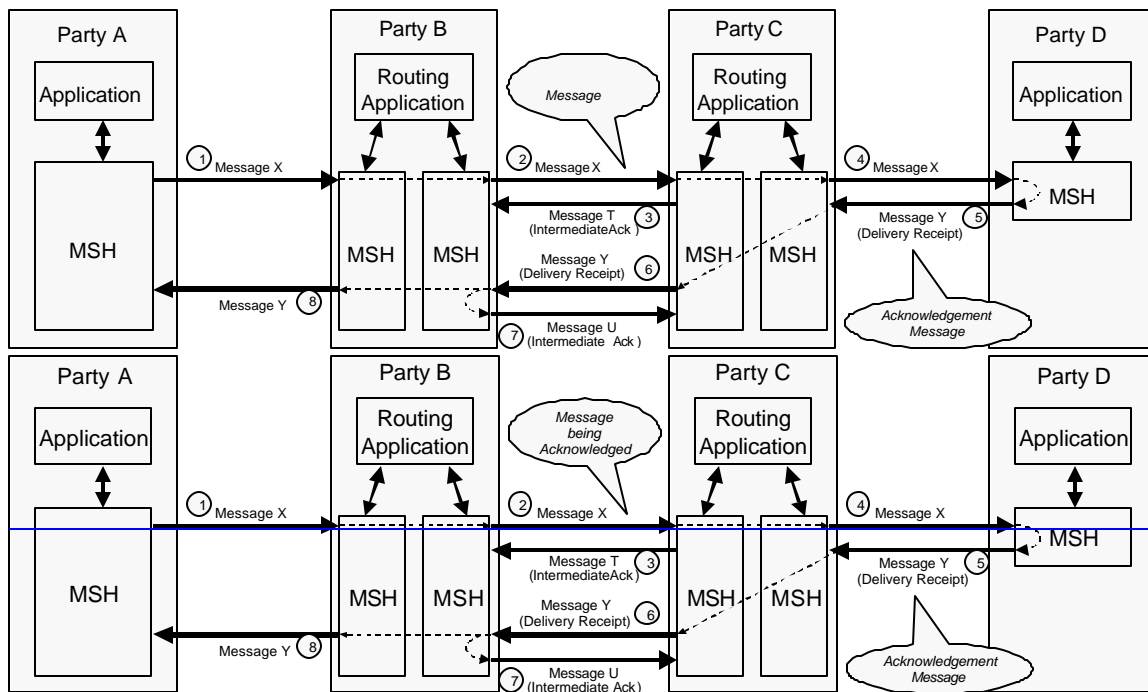 Party A
Party B
Party C
Party D
Application
Routing
Application
Message
Routing
Application
Application
1 Message X
2 Message X
4 Message X
MSH
MSH
MSH
MSH
MSH
MSH
Message T 3
(IntermediateAck)
Message Y 5
(Delivery Receipt)
Message Y 6
(Delivery Receipt)
Message Y 8
7 Message U
(Intermediate Ack)
Acknowledgement
Message
Party A
Party B
Party C
Party D
Application
Routing
Application
Message
being
Acknowledged
Routing
Application
Application
1 Message X
2 Message X
4 Message X
MSH
MSH
MSH
MSH
MSH
MSH
Message T 3
(IntermediateAck)
Message Y 5
(Delivery Receipt)
Message Y 6
(Delivery Receipt)
Message Y 8
7 Message U
(Intermediate Ack)
Acknowledgement
Message